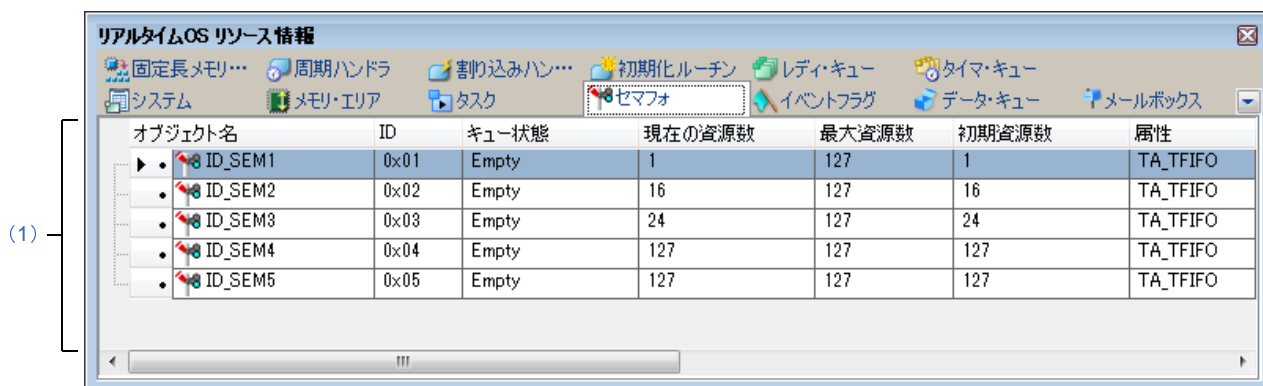 リアルタイムOS リソース情報
固定長メモリ… 周期ハンドラ 割り込みハン… 初期化ルーチン レディ・キュー タイマ・キュー
システム メモリ・エリア タスク セマフォ イベントフラグ データ・キュー メールボックス
オブジェクト名 ID キュー状態 現在の資源数 最大資源数 初期資源数 属性
ID_SEM1 0x01 Empty 1 127 1 TA_TFIFO
ID_SEM2 0x02 Empty 16 127 16 TA_TFIFO
(1)
ID_SEM3 0x03 Empty 24 127 24 TA_TFIFO
ID_SEM4 0x04 Empty 127 127 127 TA_TFIFO
ID_SEM5 0x05 Empty 127 127 127 TA_TFIFO